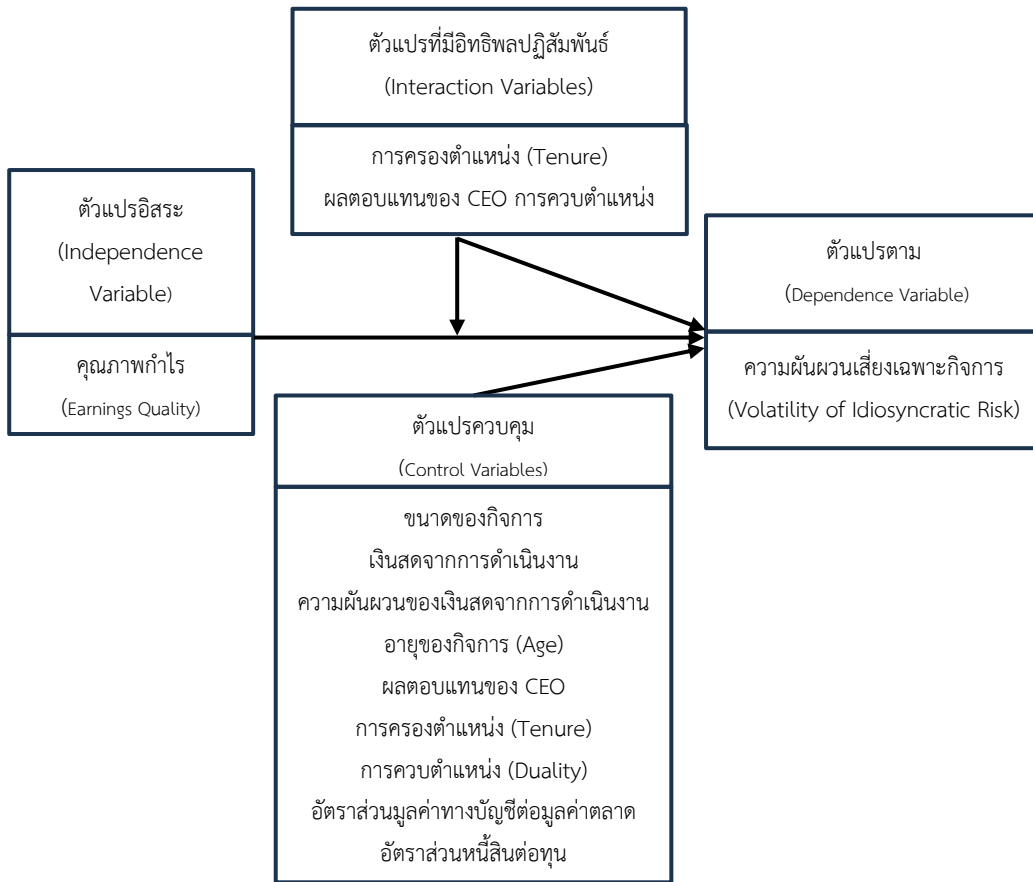 ตัวแปรที่มีอิทธิพลปฏิสัมพันธ์
(Interaction Variables)
การครองตำแหน่ง (Tenure)
ผลตอบแทนของ CEO การควบตำแหน่ง
ตัวแปรอิสระ
(Independence
Variable)
คุณภาพกำไร
(Earnings Quality)
ตัวแปรตาม
(Dependence Variable)
ความผันผวนเสี่ยงเฉพาะกิจการ
(Volatility of Idiosyncratic Risk)
ตัวแปรควบคุม
(Control Variables)
ขนาดของกิจการ
เงินสดจากการดำเนินงาน
ความผันผวนของเงินสดจากการดำเนินงาน
อายุของกิจการ (Age)
ผลตอบแทนของ CEO
การครองตำแหน่ง (Tenure)
การควบตำแหน่ง (Duality)
อัตราส่วนมูลค่าทางบัญชีต่อมูลค่าตลาด
อัตราส่วนหนี้สินต่อทุน